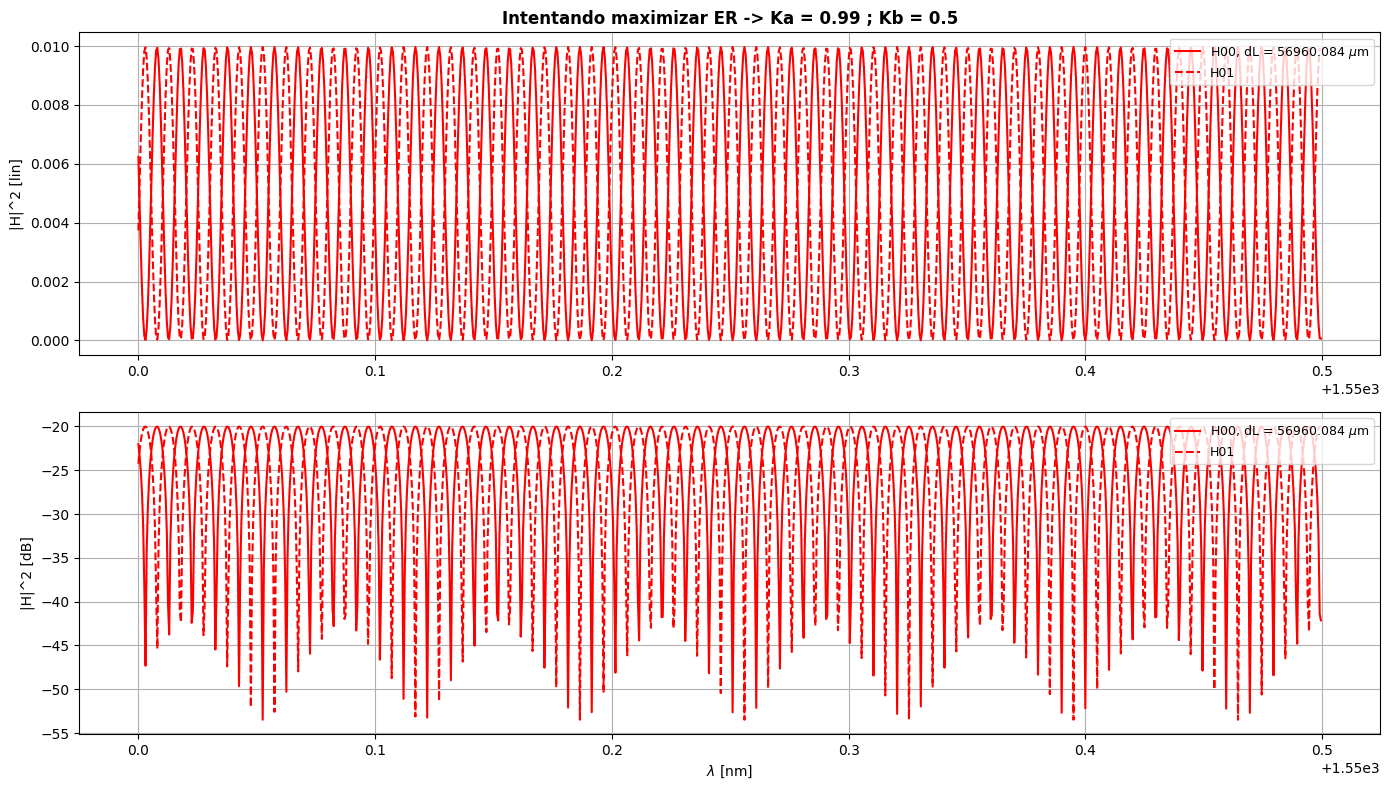 Intentando maximizar ER -> Ka = 0.99 ; Kb = 0.5
|H|^2 [lin]
0.010
0.008
0.006
0.004
0.002
0.000
H00, dL = 56960.084 μm
H01
0.0
0.1
0.2
0.3
0.4
0.5
+1.55e3
|H|^2 [dB]
−20
−25
−30
−35
−40
−45
−50
−55
H00, dL = 56960.084 μm
H01
0.0
0.1
0.2
0.3
0.4
0.5
+1.55e3
λ [nm]